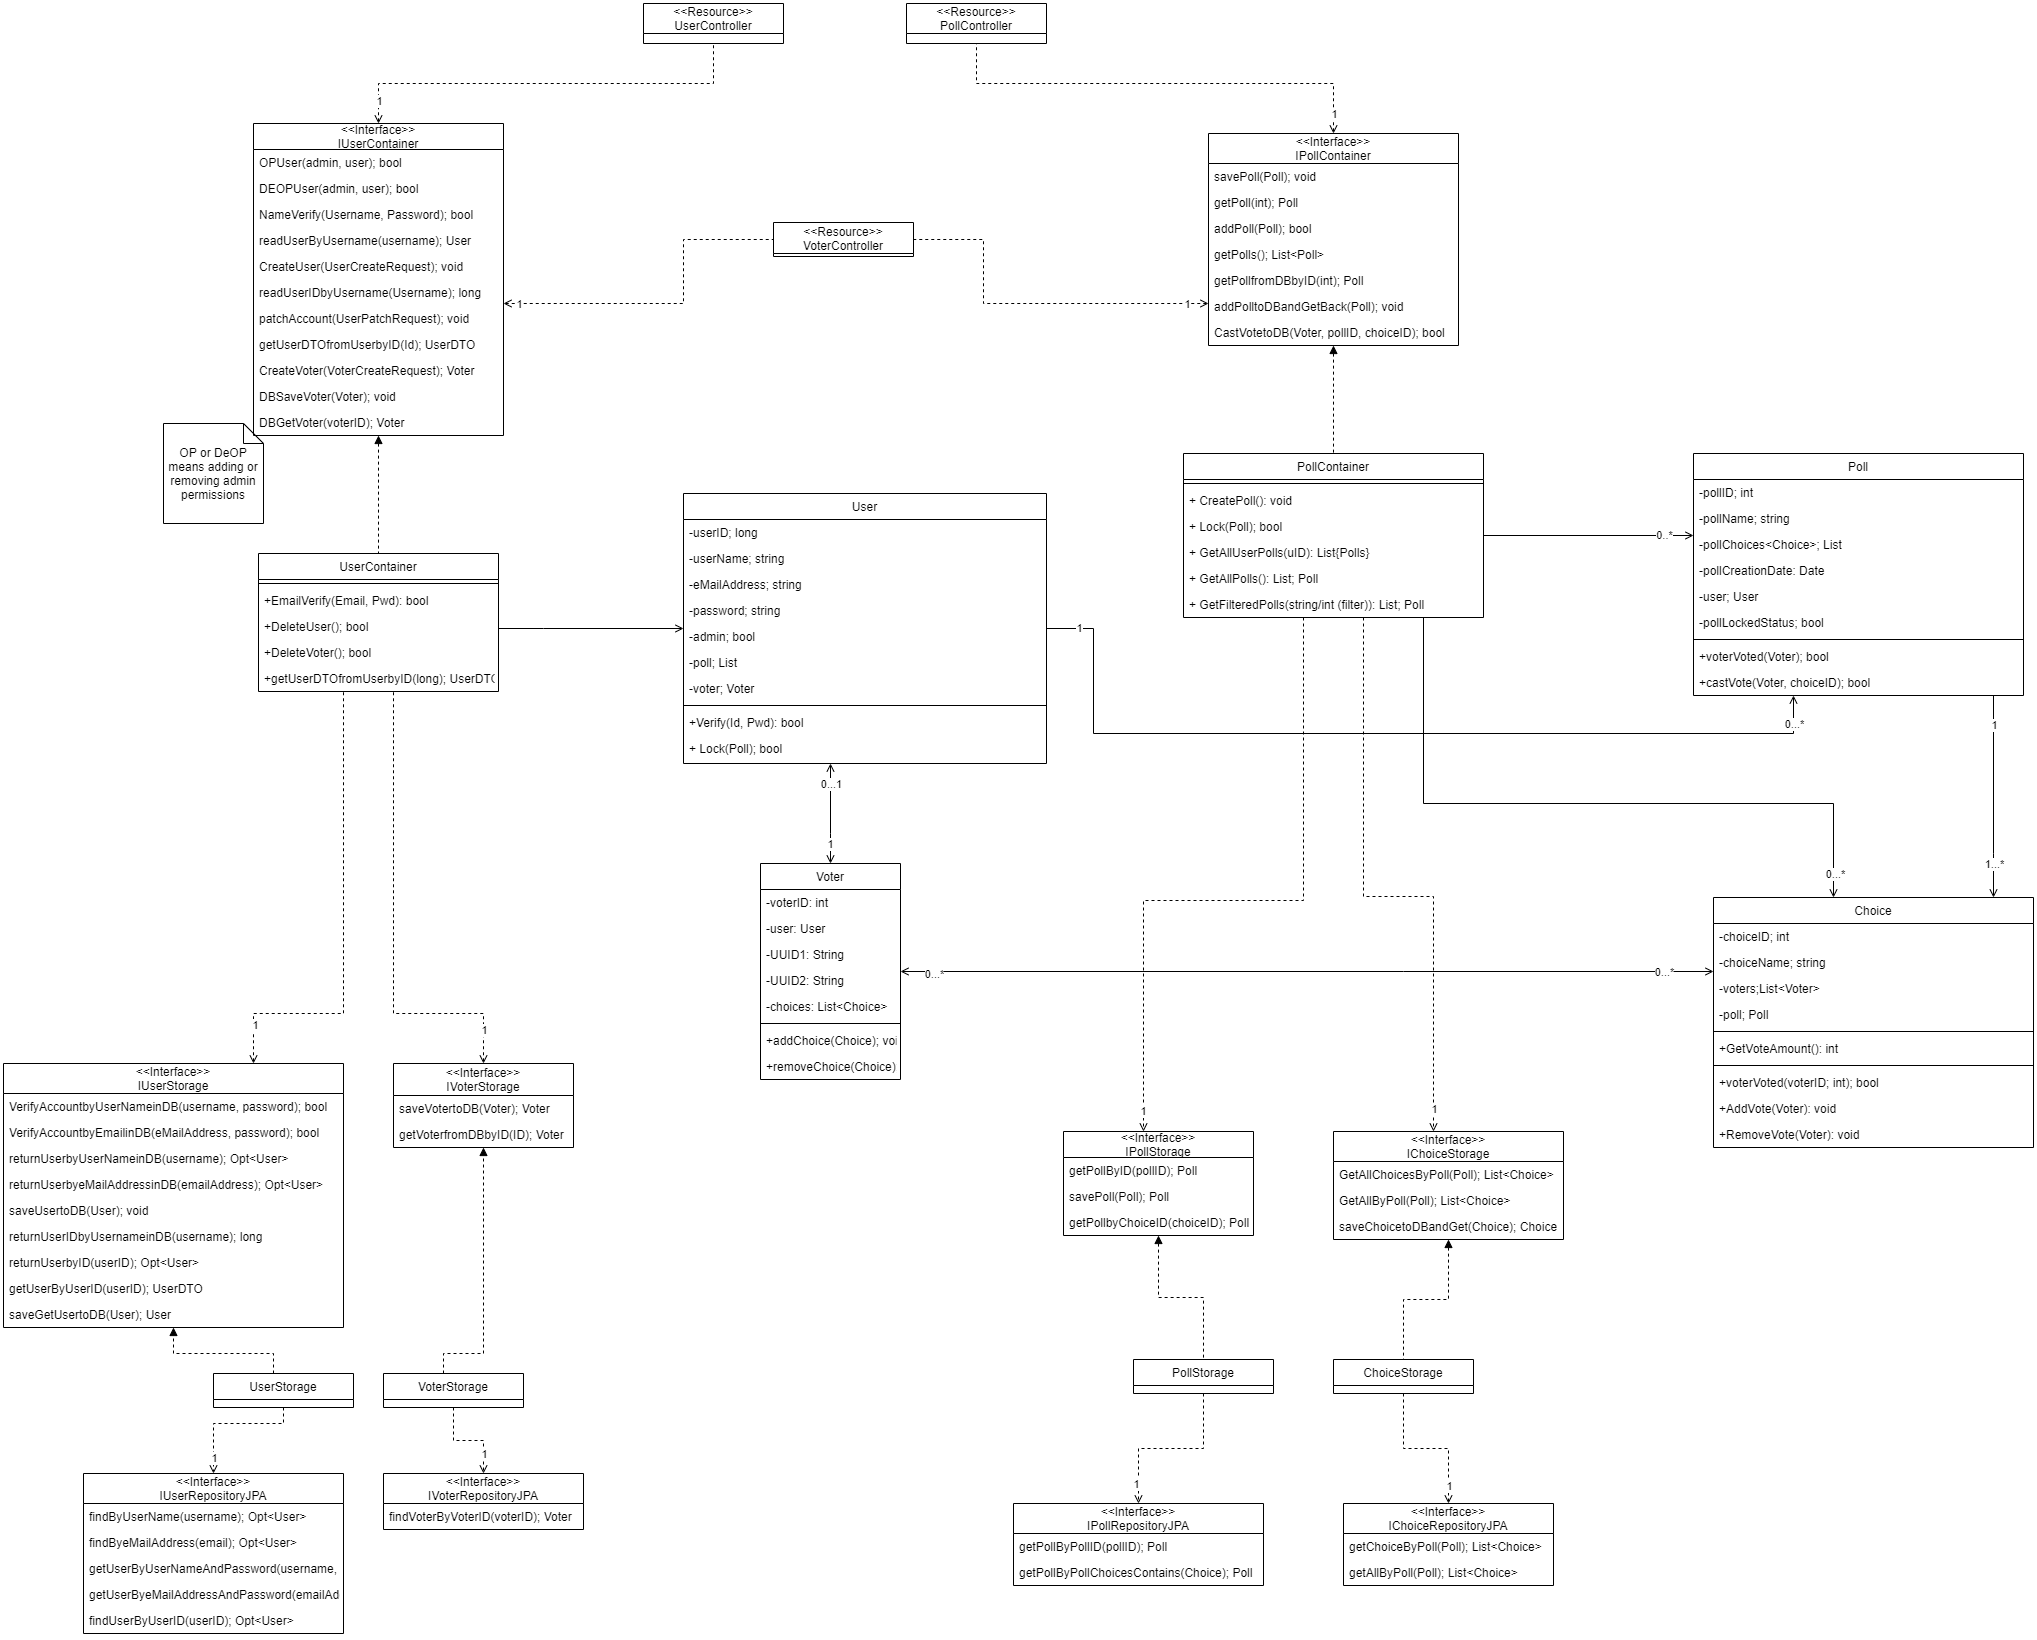 <<Resource>>
UserController
<<Resource>>
PollController
1
1
<<Interface>>
IUserContainer
OPUser(admin, user); bool
DEOPUser(admin, user); bool
NameVerify(Username, Password); bool
readUserByUsername(username); User
CreateUser(UserCreateRequest); void
readUserIDbyUsername(Username); long
patchAccount(UserPatchRequest); void
getUserDTOfromUserbyID(Id); UserDTO
CreateVoter(VoterCreateRequest); Voter
DBSaveVoter(Voter); void
DBGetVoter(voterID); Voter
<<Resource>>
VoterController
1
1
<<Interface>>
IPollContainer
savePoll(Poll); void
getPoll(int); Poll
addPoll(Poll); bool
getPolls(); List<Poll>
getPollfromDBbyID(int); Poll
addPolltoDBandGetBack(Poll); void
CastVotetoDB(Voter, pollID, choiceID); bool
OP or DeOP
means adding or
removing admin
permissions
UserContainer
+EmailVerify(Email, Pwd): bool
+DeleteUser(); bool
+DeleteVoter(); bool
+getUserDTOfromUserbyID(long); UserDTO
User
-userID; long
-userName; string
-eMailAddress; string
-password; string
-admin; bool
-poll; List
-voter; Voter
+Verify(Id, Pwd): bool
+ Lock(Poll); bool
1
PollContainer
+ CreatePoll(): void
+ Lock(Poll); bool
+ GetAllUserPolls(uID): List{Polls}
+ GetAllPolls(): List; Poll
+ GetFilteredPolls(string/int (filter)): List; Poll
0..*
Poll
-pollID; int
-pollName; string
-pollChoices<Choice>; List
-pollCreationDate: Date
-user; User
-pollLockedStatus; bool
+voterVoted(Voter); bool
+castVote(Voter, choiceID); bool
0...*
1
0...1
1
1...*
0...*
Voter
-voterID: int
-user: User
-UUID1: String
-UUID2: String
-choices: List<Choice>
+addChoice(Choice); voi
+removeChoice(Choice)
0...*
0...*
Choice
-choiceID; int
-choiceName; string
-voters;List<Voter>
-poll; Poll
+GetVoteAmount(): int
+voterVoted(voterID; int); bool
+AddVote(Voter): void
+RemoveVote(Voter): void
1
1
<<Interface>>
IUserStorage
VerifyAccountbyUserNameinDB(username, password); bool
VerifyAccountbyEmailinDB(eMailAddress, password); bool
returnUserbyUserNameinDB(username); Opt<User>
returnUserbyeMailAddressinDB(emailAddress); Opt<User>
saveUsertoDB(User); void
returnUserIDbyUsernameinDB(username); long
returnUserbyID(userID); Opt<User>
getUserByUserID(userID); UserDTO
saveGetUsertoDB(User); User
<<Interface>>
IVoterStorage
saveVotertoDB(Voter); Voter
getVoterfromDBbyID(ID); Voter
1
1
<<Interface>>
IPollStorage
getPollByID(pollID); Poll
savePoll(Poll); Poll
getPollbyChoiceID(choiceID); Poll
<<Interface>>
IChoiceStorage
GetAllChoicesByPoll(Poll); List<Choice>
GetAllByPoll(Poll); List<Choice>
saveChoicetoDBandGet(Choice); Choice
UserStorage
VoterStorage
PollStorage
ChoiceStorage
1
1
1
1
<<Interface>>
IUserRepositoryJPA
findByUserName(username); Opt<User>
findByeMailAddress(email); Opt<User>
getUserByUserNameAndPassword(username,
getUserByeMailAddressAndPassword(emailAd
findUserByUserID(userID); Opt<User>
<<Interface>>
IVoterRepositoryJPA
findVoterByVoterID(voterID); Voter
<<Interface>>
IPollRepositoryJPA
getPollByPollID(pollID); Poll
getPollByPollChoicesContains(Choice); Poll
<<Interface>>
IChoiceRepositoryJPA
getChoiceByPoll(Poll); List<Choice>
getAllByPoll(Poll); List<Choice>